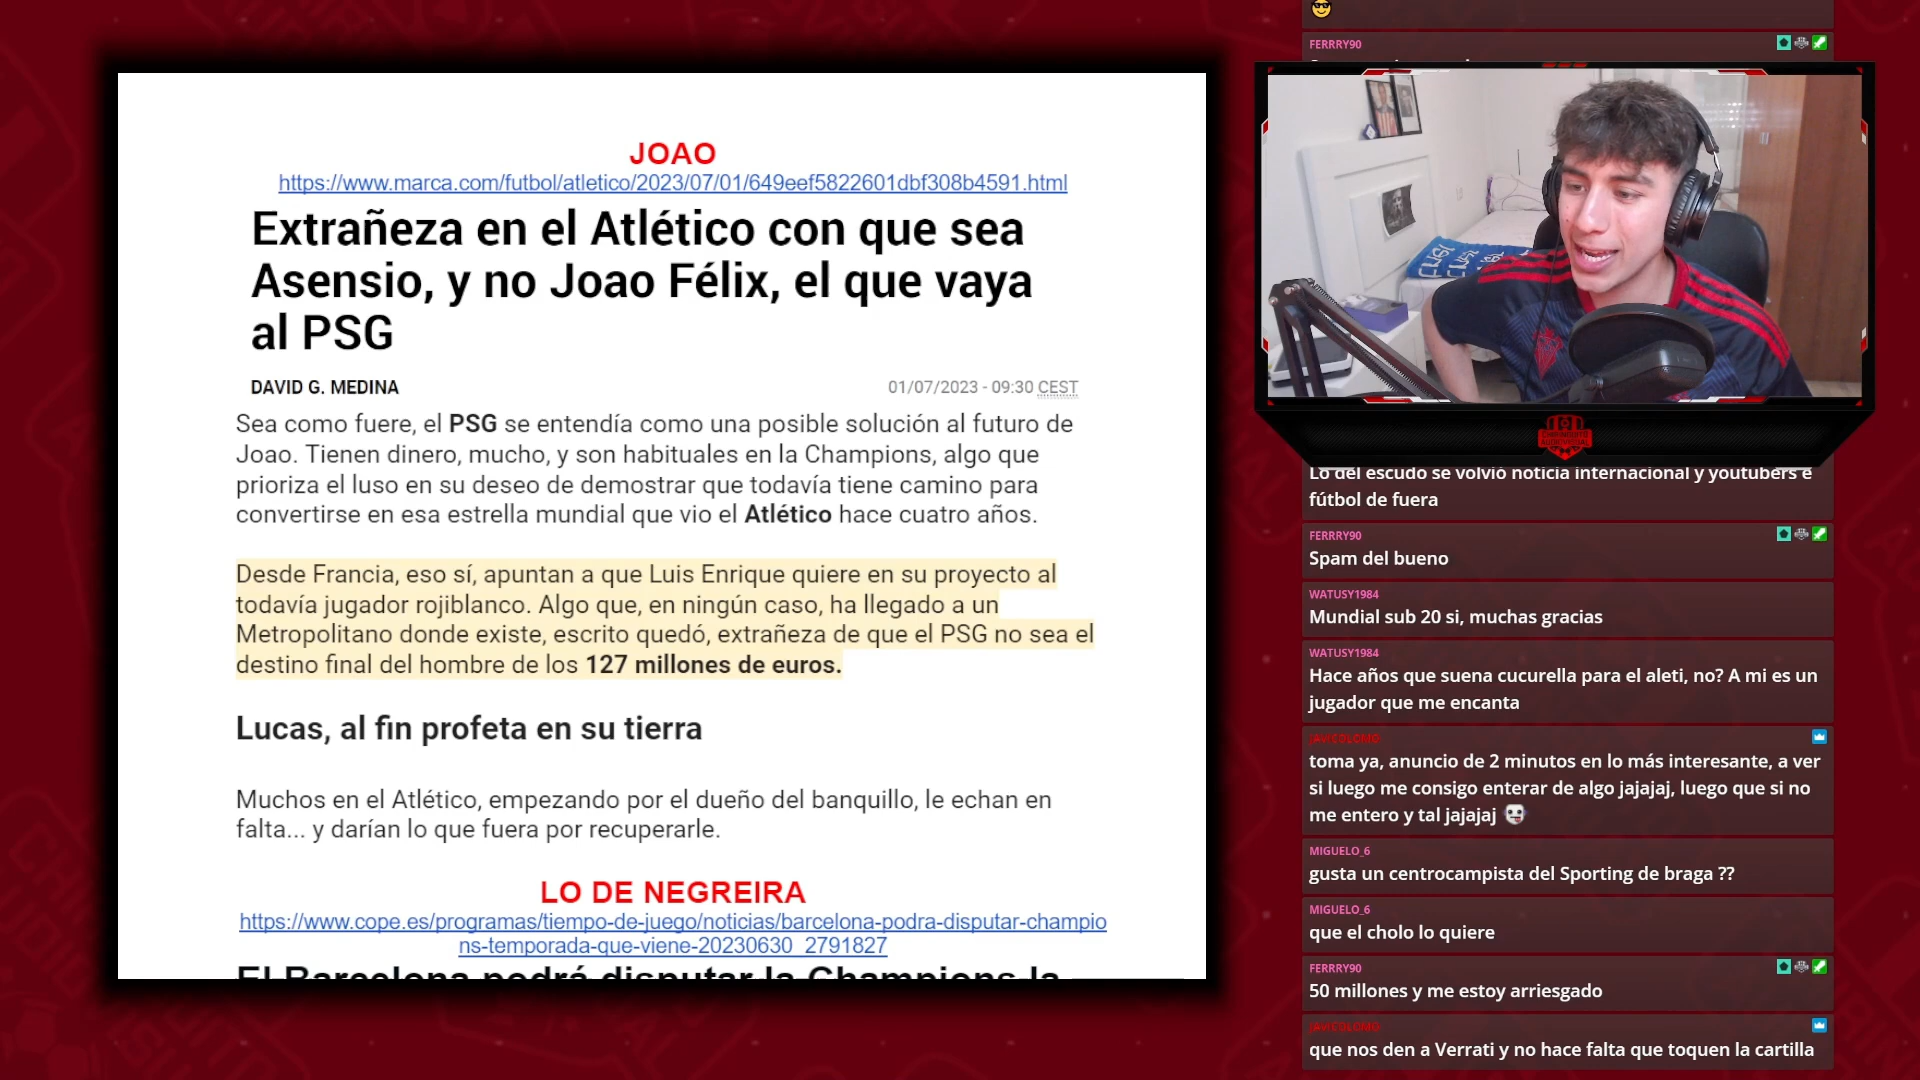 JOAO
https://www.marca.com/futbol/atletico/2023/07/01/649eef5822601dbf308b4591.html
Extrañeza en el Atlético con que sea
Asensio, y no Joao Félix, el que vaya
al PSG
DAVID G. MEDINA
01/07/2023 - 09:30 CEST
Sea como fuere, el PSG se entendía como una posible solución al futuro de
Joao. Tienen dinero, mucho, y son habituales en la Champions, algo que
prioriza el luso en su deseo de demostrar que todavía tiene camino para
convertirse en esa estrella mundial que vio el Atlético hace cuatro años.
Desde Francia, eso sí, apuntan a que Luis Enrique quiere en su proyecto al
todavía jugador rojiblanco. Algo que, en ningún caso, ha llegado a un
Metropolitano donde existe, escrito quedó, extrañeza de que el PSG no sea el
destino final del hombre de los 127 millones de euros.
Lucas, al fin profeta en su tierra
Muchos en el Atlético, empezando por el dueño del banquillo, le echan en
falta... y darían lo que fuera por recuperarle.
LO DE NEGREIRA
https://www.cope.es/programas/tiempo-de-juego/noticias/barcelona-podra-disputar-champio
ns-temporada-que-viene-20230630_2791827
El Barcelona podrá disputar la Champions la
FERRRY90
Lo del escudo se volvió noticia internacional y youtubers e
fútbol de fuera
FERRRY90
Spam del bueno
WATUSY1984
Mundial sub 20 si, muchas gracias
WATUSY1984
Hace años que suena cucurella para el aleti, no? A mi es un
jugador que me encanta
toma ya, anuncio de 2 minutos en lo más interesante, a ver
si luego me consigo enterar de algo jajajaj, luego que si no
me entero y tal jajajaj
MIGUELO_6
gusta un centrocampista del Sporting de braga ??
MIGUELO_6
que el cholo lo quiere
FERRRY90
50 millones y me estoy arriesgado
que nos den a Verrati y no hace falta que toquen la cartilla